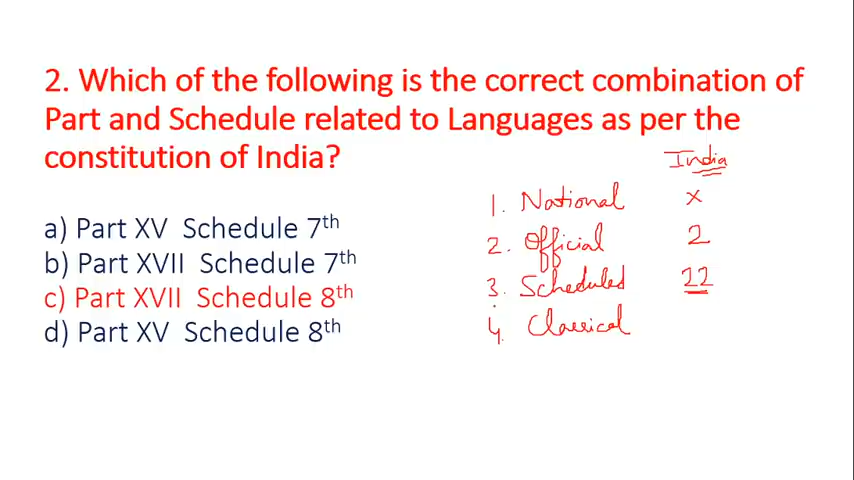 2. Which of the following is the correct combination of
Part and Schedule related to Languages as per the
constitution of India?
India
1. National x
2. Official 2
3. Scheduled 22
4. Classical
a) Part XV Schedule 7th
b) Part XVII Schedule 7th
c) Part XVII Schedule 8th
d) Part XV Schedule 8th